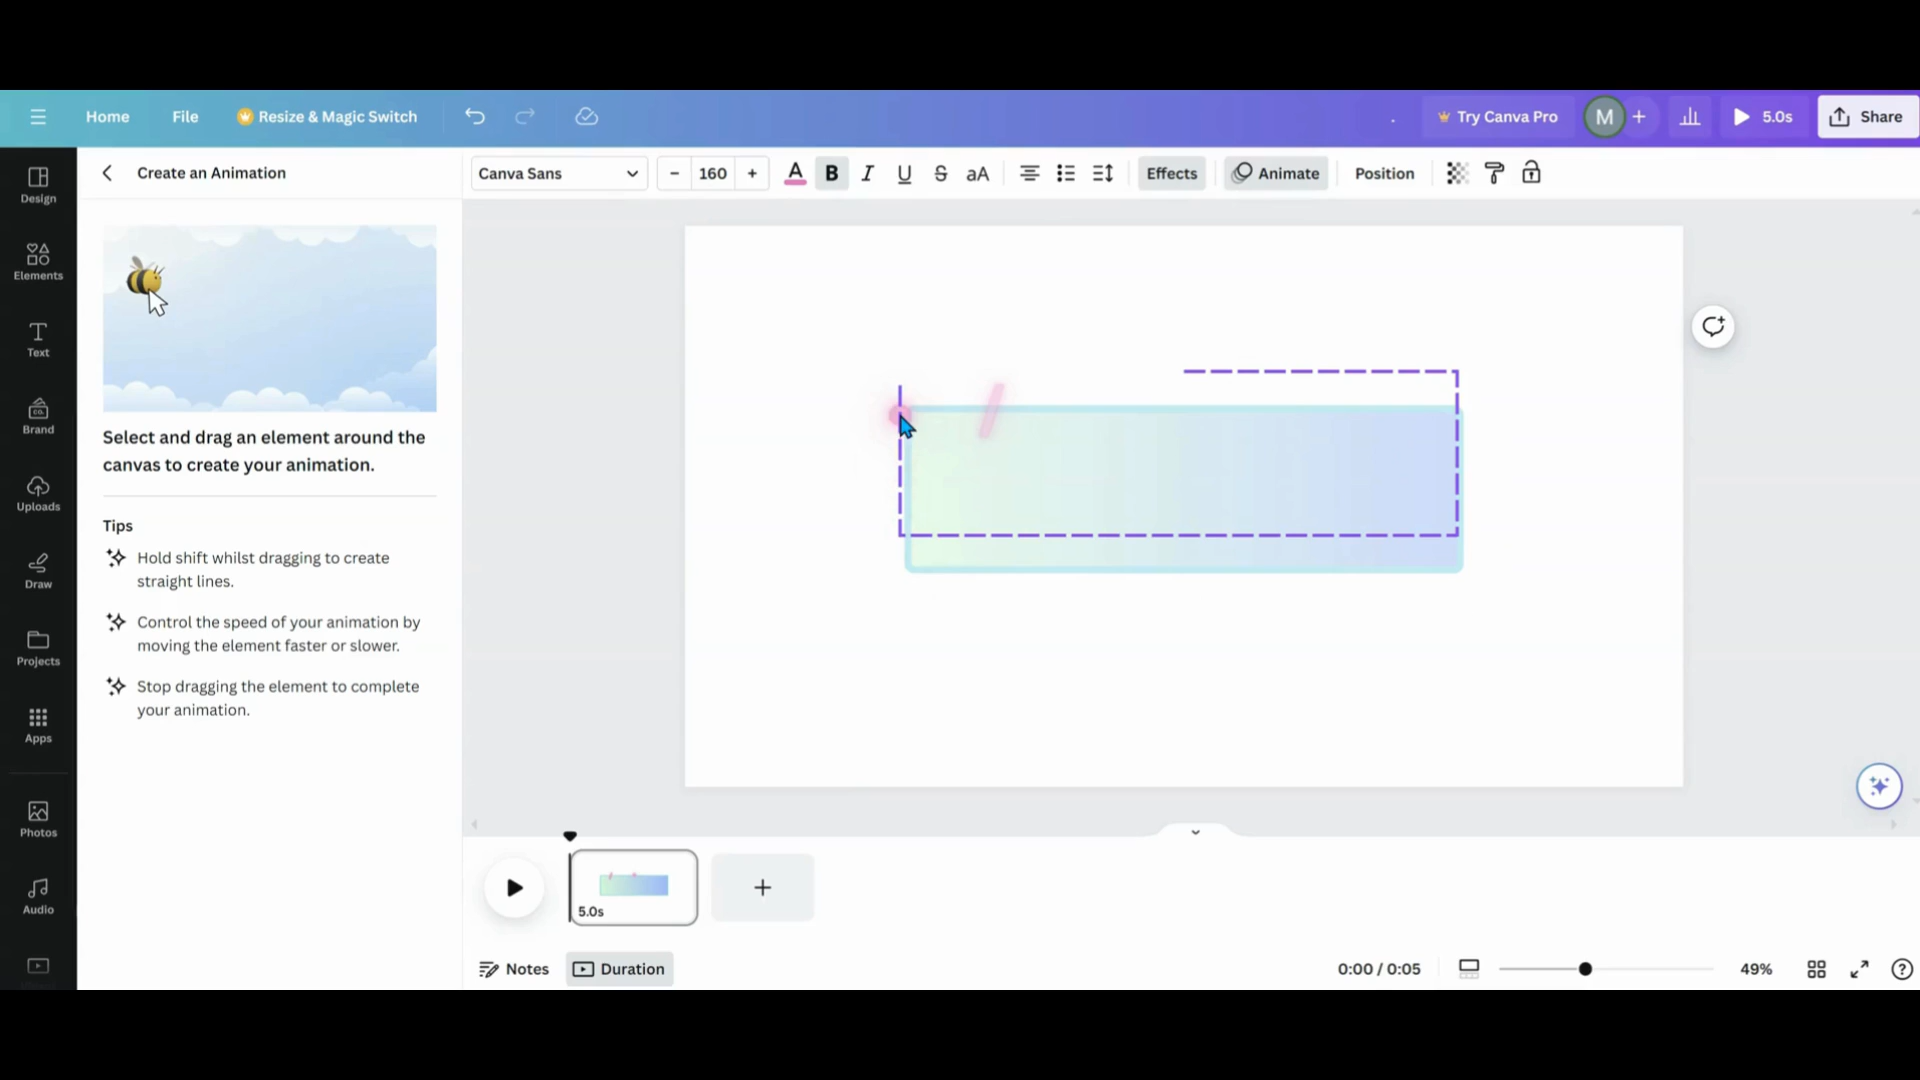 Home File Resize & Magic Switch Try Canva Pro M + 5.0s Share
Create an Animation Canva Sans − 160 + A B I U S aA Effects Animate Position
Design
Elements
Text
Brand
Uploads
Draw
Projects
Apps
Photos
Audio
Select and drag an element around the
canvas to create your animation.
Tips
Hold shift whilst dragging to create
straight lines.
Control the speed of your animation by
moving the element faster or slower.
Stop dragging the element to complete
your animation.
5.0s
Notes Duration 0:00 / 0:05 49%